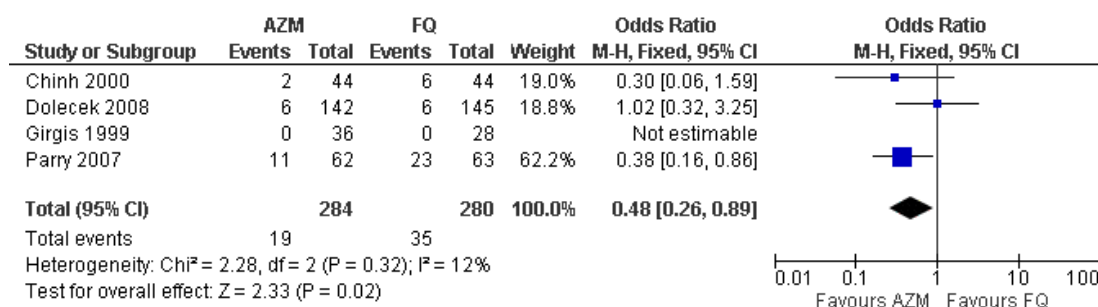 AZM FQ Odds Ratio Odds Ratio
Study or Subgroup Events Total Events Total Weight M-H, Fixed, 95% CI M-H, Fixed, 95% CI
Chinh 2000 2 44 6 44 19.0% 0.30 [0.06, 1.59]
Dolecek 2008 6 142 6 145 18.8% 1.02 [0.32, 3.25]
Girgis 1999 0 36 0 28 Not estimable
Parry 2007 11 62 23 63 62.2% 0.38 [0.16, 0.86]
Total (95% CI) 284 280 100.0% 0.48 [0.26, 0.89]
Total events 19 35
Heterogeneity: Chi² = 2.28, df = 2 (P = 0.32); I² = 12%
Test for overall effect: Z = 2.33 (P = 0.02)
0.01 0.1 1 10 100
Favours AZM Favours FQ